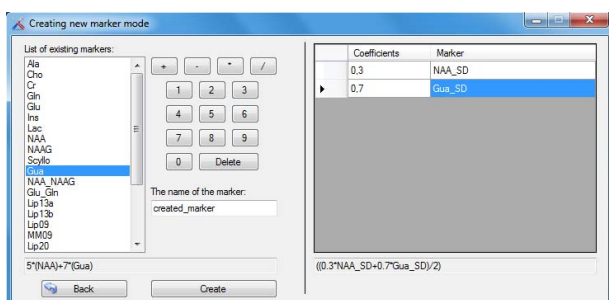 Creating new marker mode
List of existing markers:
Ala
Cho
Cr
Gln
Glu
Ins
Lac
NAA
NAAG
Scyllo
Gua
NAA_NAAG
Glu_Gln
Lip13a
Lip13b
Lip09
MM09
Lip20
+ - * /
1 2 3
4 5 6
7 8 9
0 Delete
The name of the marker:
created_marker
5*(NAA)+7*(Gua)
Back Create
Coefficients Marker
0,3 NAA_SD
0,7 Gua_SD
((0.3*NAA_SD+0.7*Gua_SD)/2)